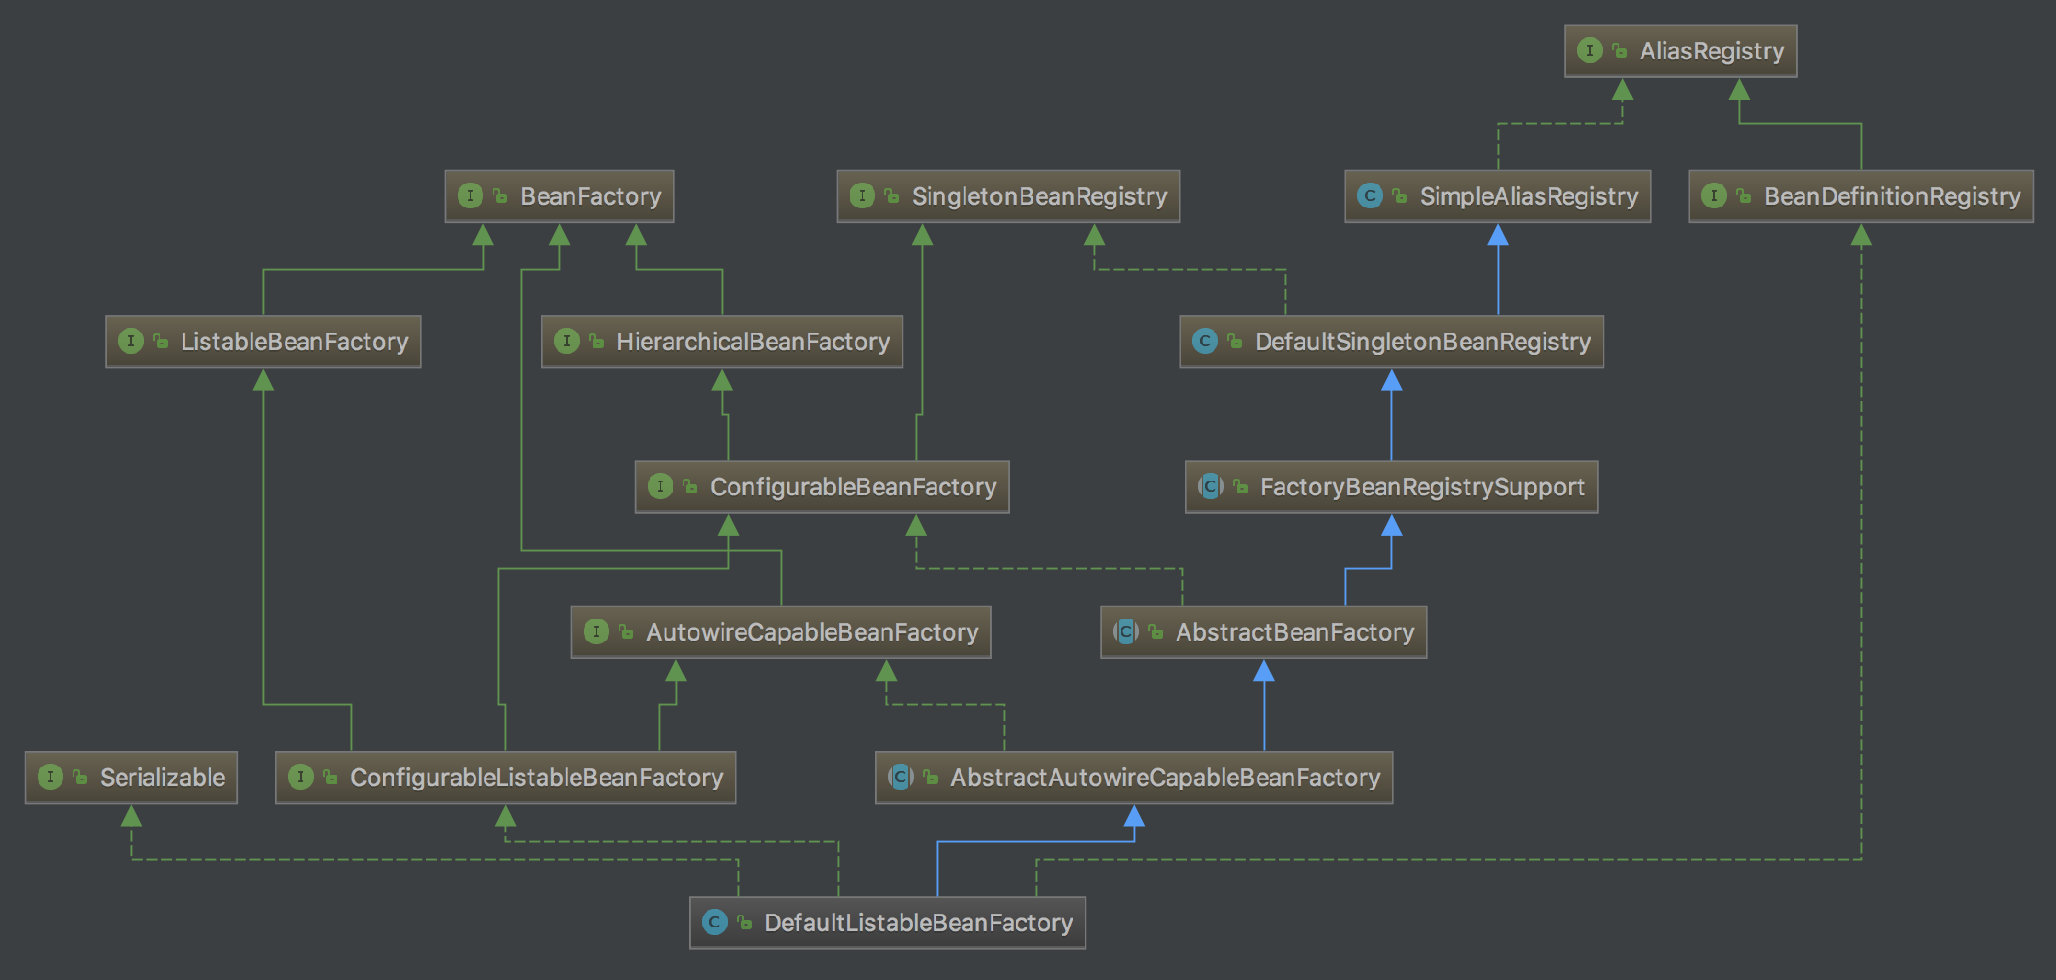 I AliasRegistry
I BeanFactory
I SingletonBeanRegistry
C SimpleAliasRegistry
I BeanDefinitionRegistry
I ListableBeanFactory
I HierarchicalBeanFactory
C DefaultSingletonBeanRegistry
I ConfigurableBeanFactory
C FactoryBeanRegistrySupport
I AutowireCapableBeanFactory
C AbstractBeanFactory
I Serializable
I ConfigurableListableBeanFactory
C AbstractAutowireCapableBeanFactory
C DefaultListableBeanFactory